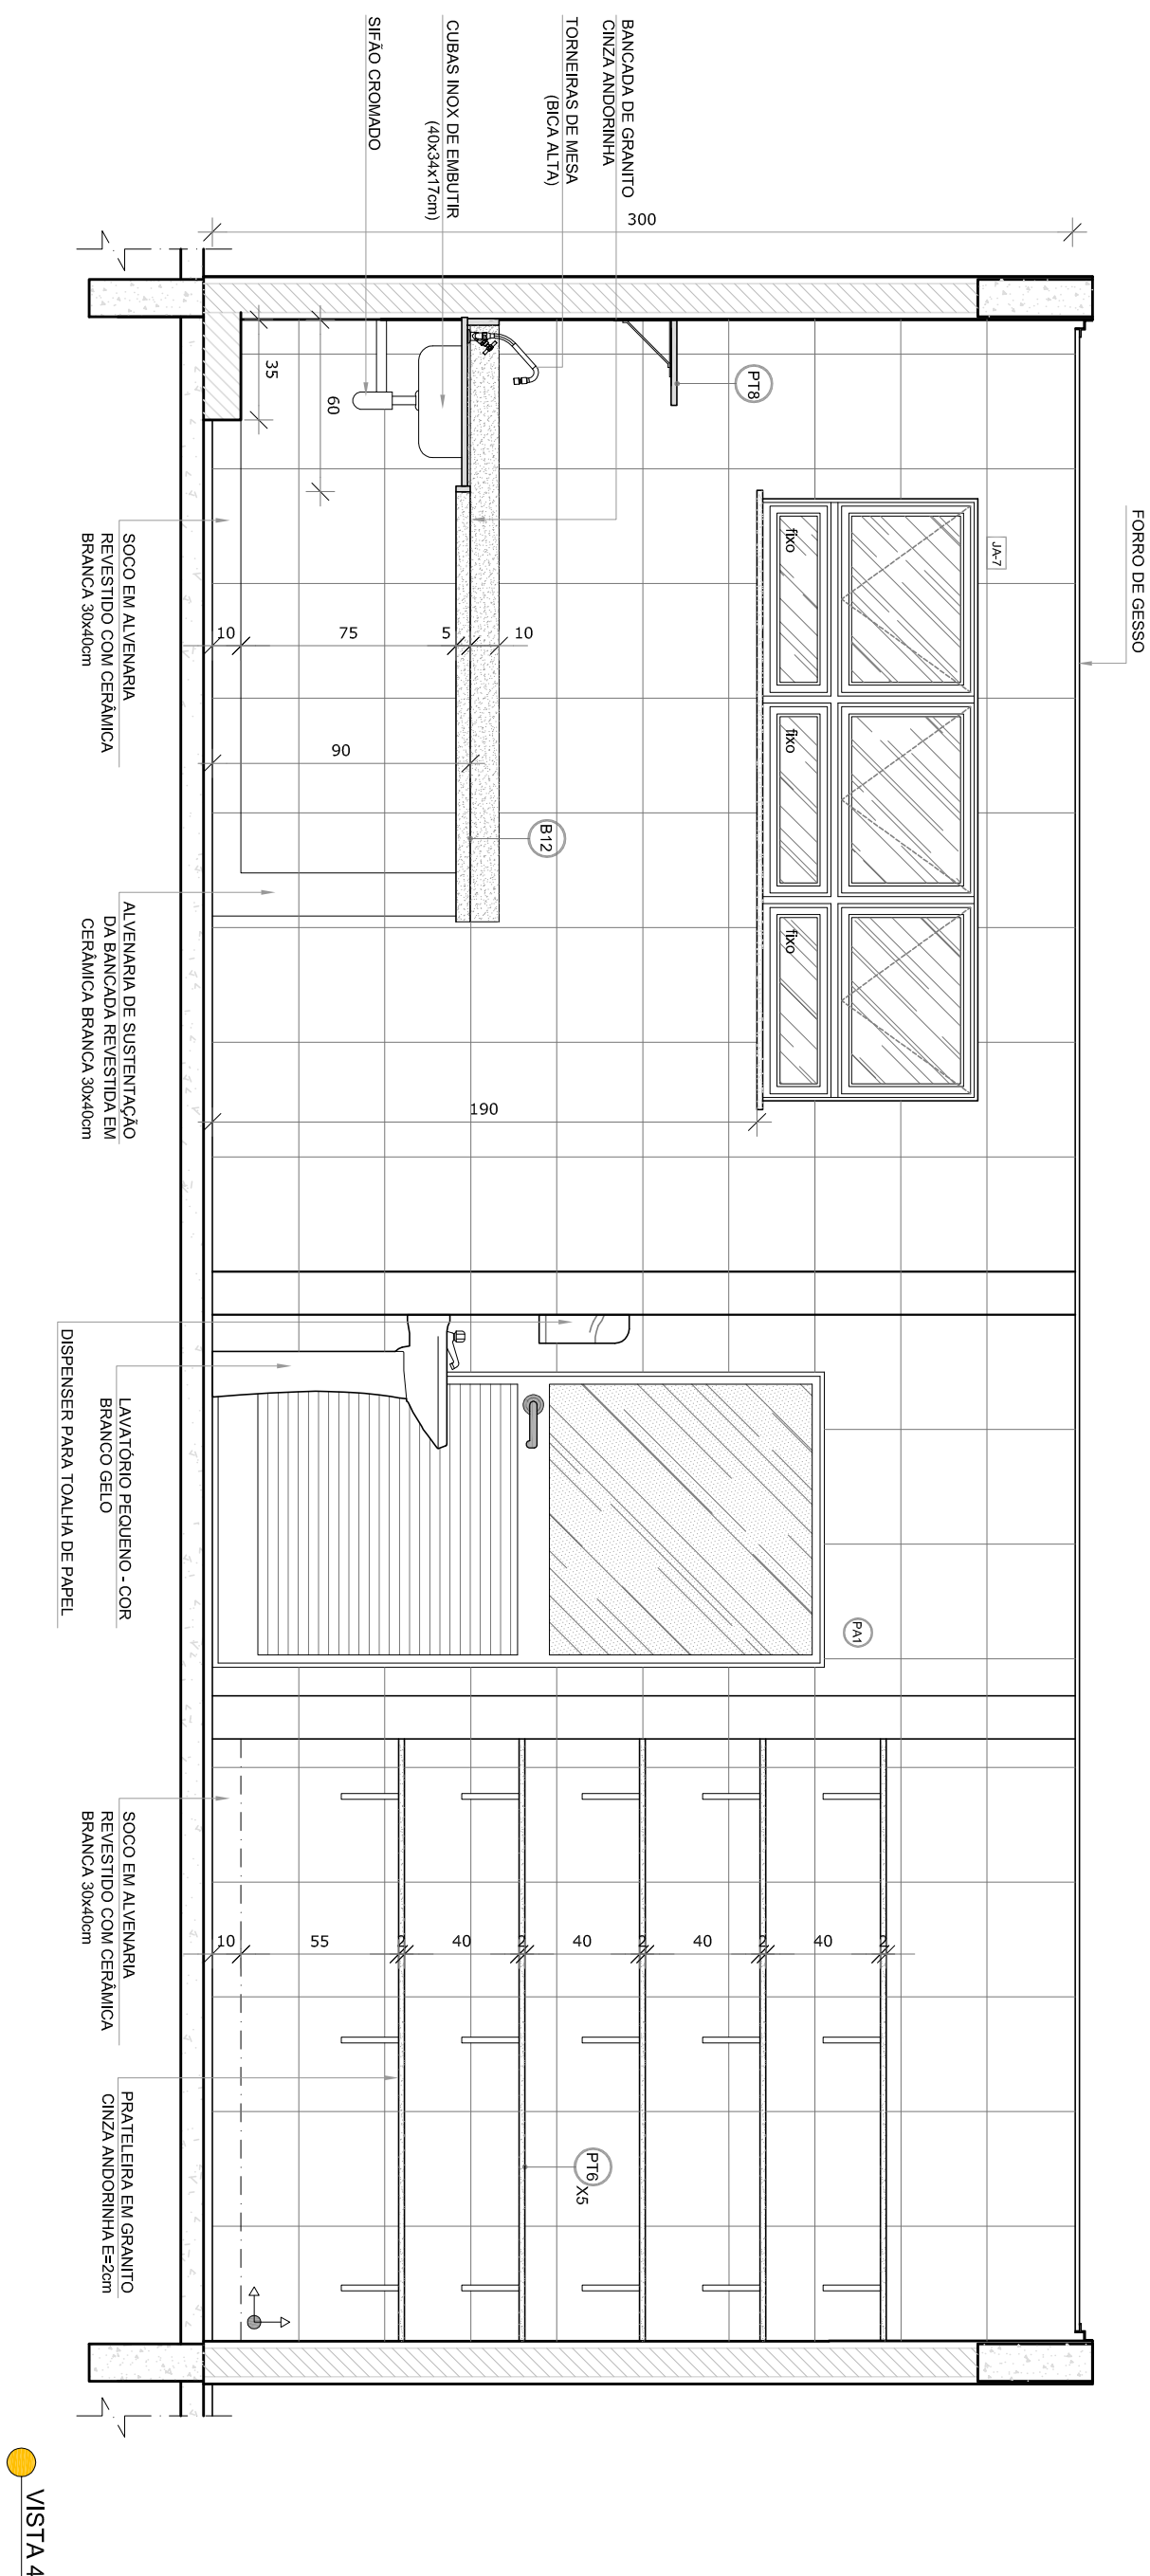 FORRO DE GESSO
BANCADA DE GRANITO
CINZA ANDORINHA
TORNEIRAS DE MESA
(BICA ALTA)
CUBAS INOX DE EMBUTIR
(40x34x17cm)
SIFÃO CROMADO
300
35
60
PT8
JA-7
fixo
fixo
fixo
10
75
5
10
90
B12
190
PA1
10
55
2
40
2
40
2
40
2
40
2
PT6
X5
SOCO EM ALVENARIA
REVESTIDO COM CERÂMICA
BRANCA 30x40cm
ALVENARIA DE SUSTENTAÇÃO
DA BANCADA REVESTIDA EM
CERÂMICA BRANCA 30x40cm
LAVATÓRIO PEQUENO - COR
BRANCO GELO
DISPENSER PARA TOALHA DE PAPEL
SOCO EM ALVENARIA
REVESTIDO COM CERÂMICA
BRANCA 30x40cm
PRATELEIRA EM GRANITO
CINZA ANDORINHA E=2cm
VISTA 4